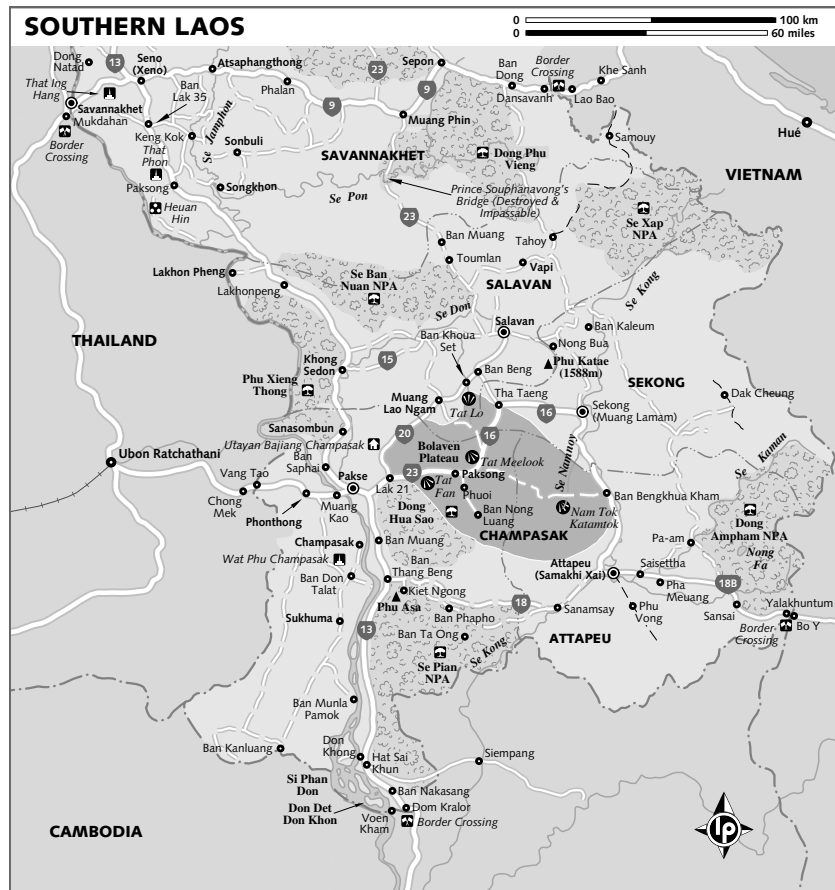 SOUTHERN LAOS
0 100 km
0 60 miles
Dong
Natad
13
Seno
(Xeno)
Ban
Lak 35
Atsaphangthong
Phalan
23
Sepon
Ban
Dong
Border
Crossing
Khe Sanh
Dansavanh
Lao Bao
That Ing
Hang
Savannakhet
Mukdahan
Border
Crossing
9
9
Muang Phin
Hué
Keng Kok
That
Phon
Se Jamphon
Sonbuli
SAVANNAKHET
Dong Phu
Vieng
Samouy
VIETNAM
Paksong
Songkhon
Heuan
Hin
Se Pon
Prince Souphanavong's
Bridge (Destroyed &
Impassable)
Se Xap
NPA
23
Ban Muang
Tahoy
Toumlan
Vapi
Lakhon Pheng
Lakhonpeng
Se Ban
Nuan NPA
SALAVAN
Se Kong
Se Don
THAILAND
Salavan
Ban Kaleum
Ban Khoua
Set
Nong Bua
Phu Katae
(1588m)
15
Khong
Sedon
Ban Beng
SEKONG
Phu Xieng
Thong
Muang
Lao Ngam
Tat Lo
Tha Taeng
16
Sekong
(Muang Lamam)
Dak Cheung
Sanasombun
20
16
Utayan Bajiang Champasak
Bolaven
Plateau
Tat Meelook
Se Namnoy
Se Kaman
Ubon Ratchathani
Ban
Saphai
Vang Tao
Pakse
23
Paksong
Lak 21
Tat
Fan
Phuoi
Ban Bengkhua Kham
Chong
Mek
Phonthong
Muang
Kao
Dong
Hua Sao
Ban Nong
Luang
Nam Tok
Katamtok
Dong
Ampham NPA
Nong
Fa
CHAMPASAK
Champasak
Ban Muang
Wat Phu Champasak
Pa-am
Attapeu
(Samakhi Xai)
Saisettha
Ban
Thang Beng
Ban Don
Talat
Kiet Ngong
Phu Asa
Pha
Meuang
18B
18
Sanamsay
Phu
Vong
Sansai
Yalakhuntum
Bo Y
Border
Crossing
Sukhuma
13
Ban Phapho
Ban Ta Ong
Se Kong
ATTAPEU
Se Pian
NPA
Ban Munla
Pamok
Ban Kanluang
Don
Khong
Hat Sai
Khun
Siempang
Si Phan
Don
Ban Nakasang
Don Det
Don Khon
Dom Kralor
Voen
Kham
Border Crossing
CAMBODIA
lp